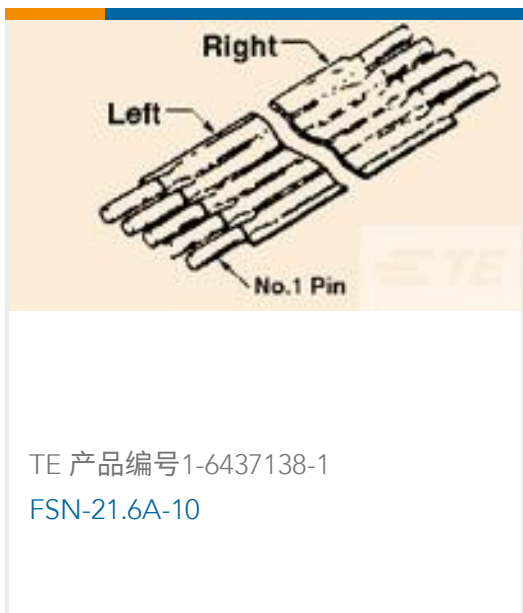 Right
Left
No.1 Pin
TE
TE 产品编号1-6437138-1
FSN-21.6A-10